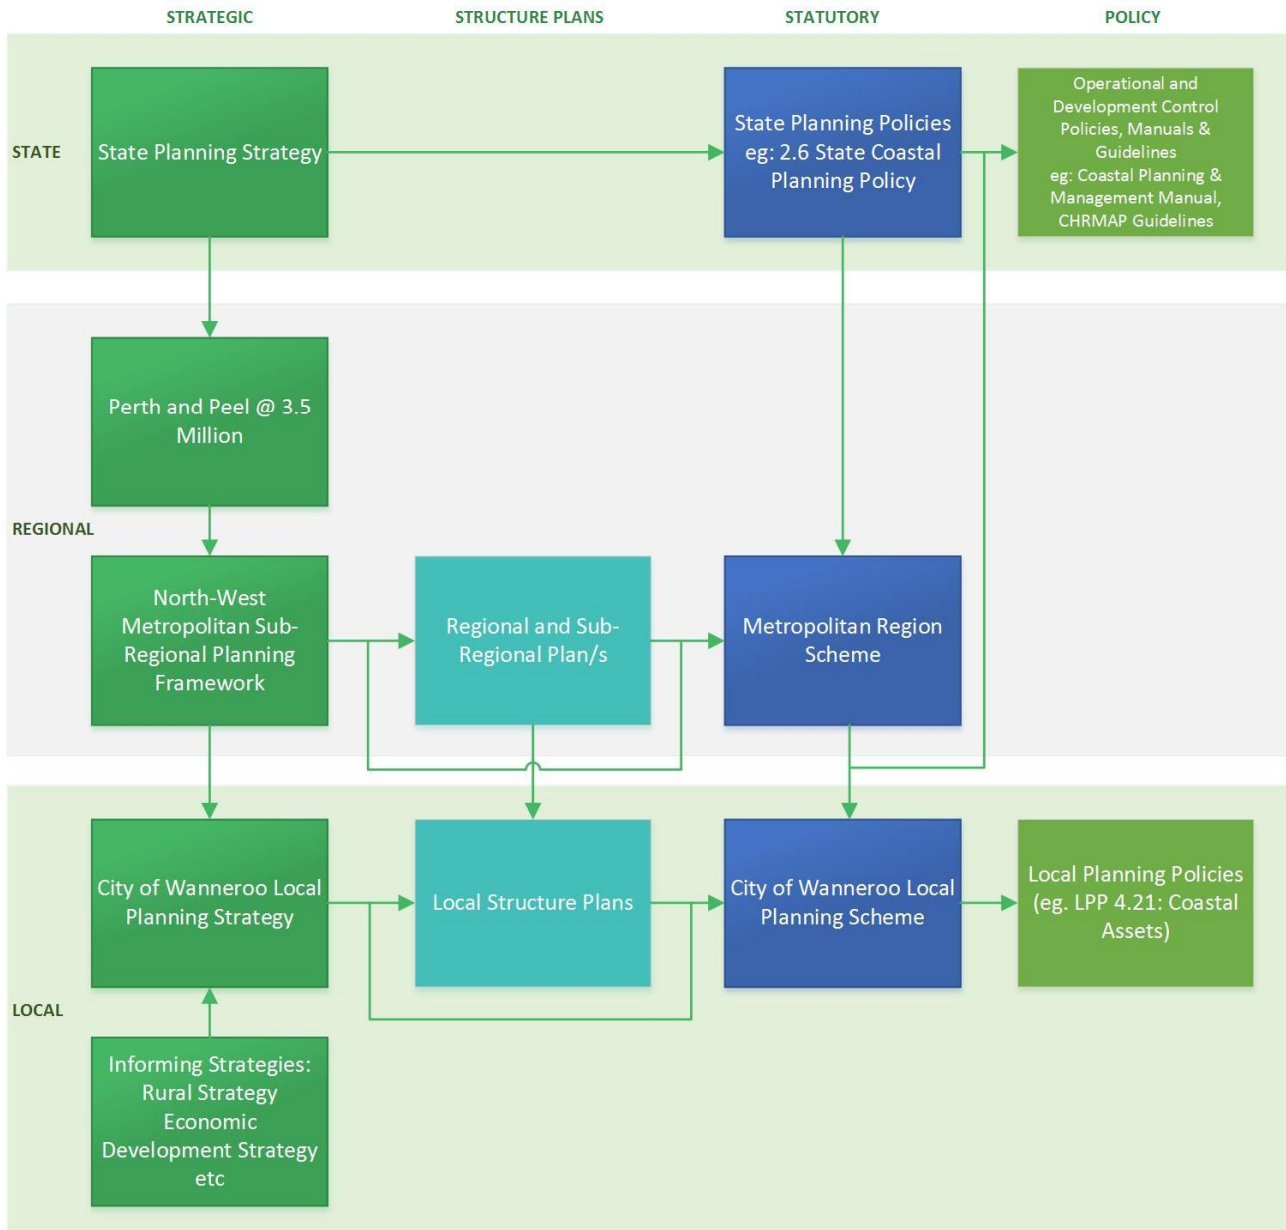 STRATEGIC
STRUCTURE PLANS
STATUTORY
POLICY
STATE
State Planning Strategy
State Planning Policies
eg: 2.6 State Coastal
Planning Policy
Operational and
Development Control
Policies, Manuals &
Guidelines
eg: Coastal Planning &
Management Manual,
CHRMAP Guidelines
REGIONAL
Perth and Peel @ 3.5
Million
North-West
Metropolitan Sub-
Regional Planning
Framework
Regional and Sub-
Regional Plan/s
Metropolitan Region
Scheme
LOCAL
City of Wanneroo Local
Planning Strategy
Local Structure Plans
City of Wanneroo Local
Planning Scheme
Local Planning Policies
(eg. LPP 4.21: Coastal
Assets)
Informing Strategies:
Rural Strategy
Economic
Development Strategy
etc